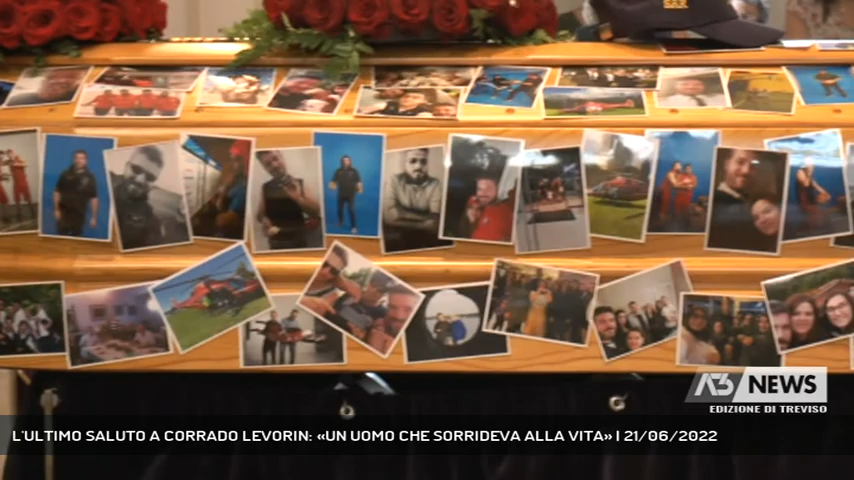 A3 NEWS
EDIZIONE DI TREVISO
L'ULTIMO SALUTO A CORRADO LEVORIN: «UN UOMO CHE SORRIDEVA ALLA VITA» | 21/06/2022